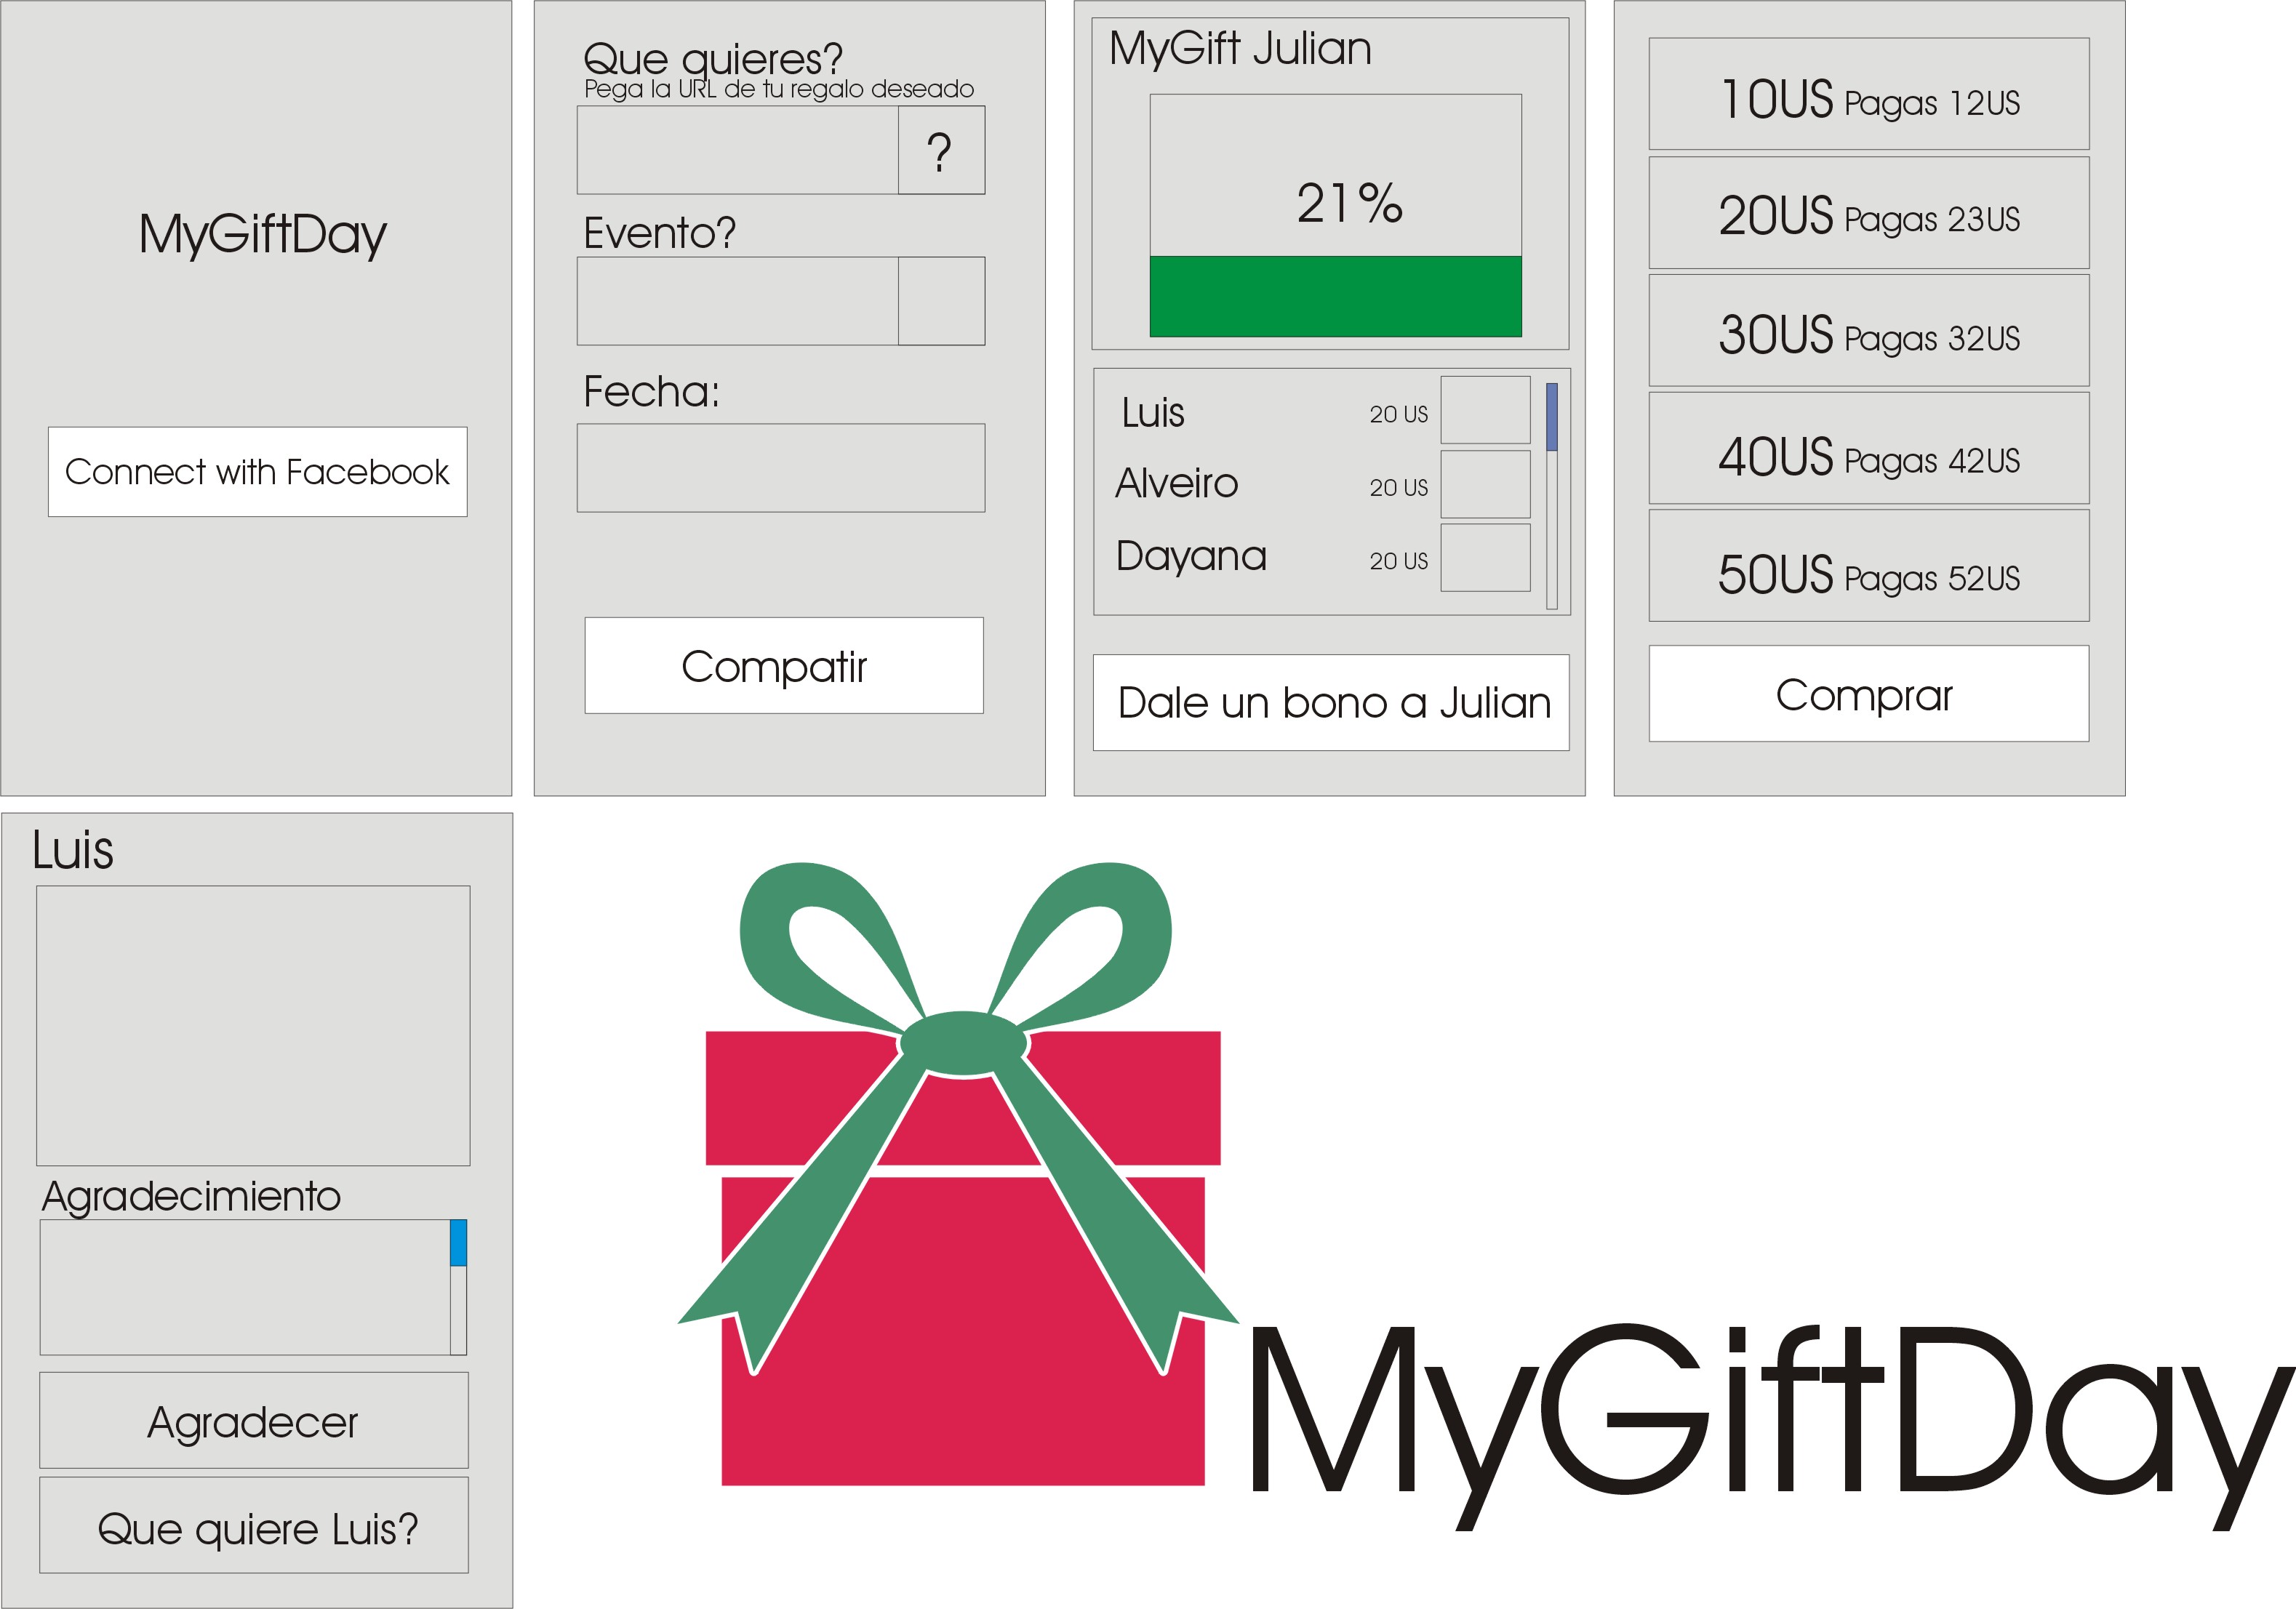 MyGiftDay
Connect with Facebook
Que quieres?
Pega la URL de tu regalo deseado
?
Evento?
Fecha:
Compatir
MyGift Julian
21%
Luis 20 US
Alveiro 20 US
Dayana 20 US
Dale un bono a Julian
10US Pagas 12US
20US Pagas 23US
30US Pagas 32US
40US Pagas 42US
50US Pagas 52US
Comprar
Luis
Agradecimiento
Agradecer
Que quiere Luis?
MyGiftDay